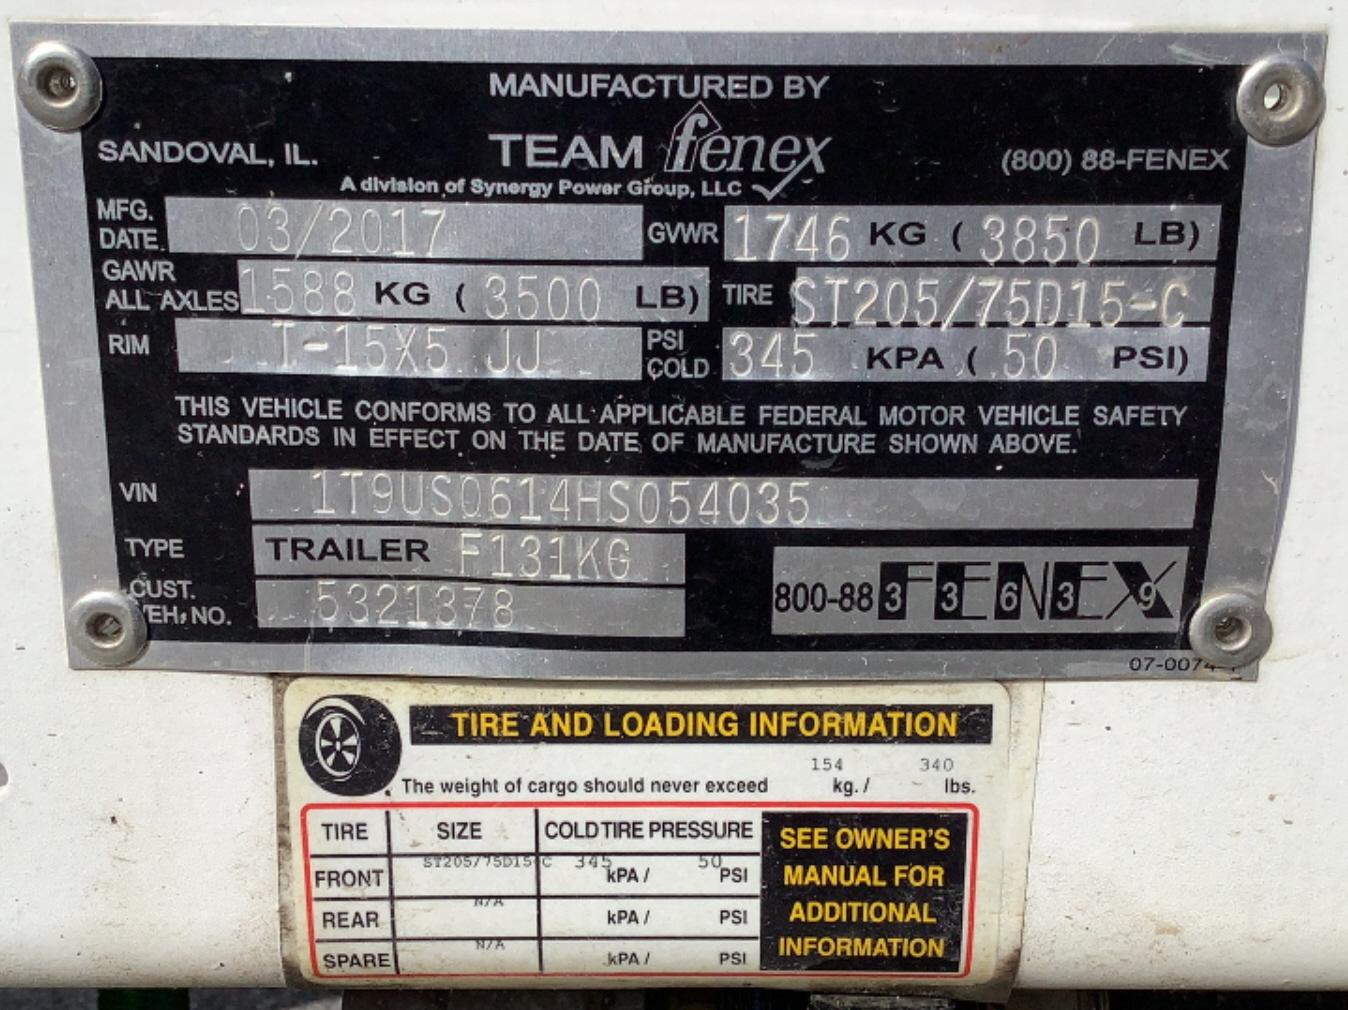 MANUFACTURED BY
SANDOVAL, IL. TEAM fenex (800) 88-FENEX
A division of Synergy Power Group, LLC
MFG. DATE 03/2017 GVWR 1746 KG ( 3850 LB)
GAWR ALL AXLES 1588 KG ( 3500 LB) TIRE ST205/75D15-C
RIM T-15X5 JJ PSI COLD 345 KPA ( 50 PSI)
THIS VEHICLE CONFORMS TO ALL APPLICABLE FEDERAL MOTOR VEHICLE SAFETY
STANDARDS IN EFFECT ON THE DATE OF MANUFACTURE SHOWN ABOVE.
VIN 1T9US0614HS054035
TYPE TRAILER F131KG
CUST. VEH. NO. 5321378
800-88 FENEX 3 3 6 3 9
TIRE AND LOADING INFORMATION
The weight of cargo should never exceed 154 kg. / 340 lbs.
TIRE SIZE COLD TIRE PRESSURE
FRONT ST205/75D15-C 345 kPA / 50 PSI
REAR N/A kPA / PSI
SPARE N/A kPA / PSI
SEE OWNER'S
MANUAL FOR
ADDITIONAL
INFORMATION